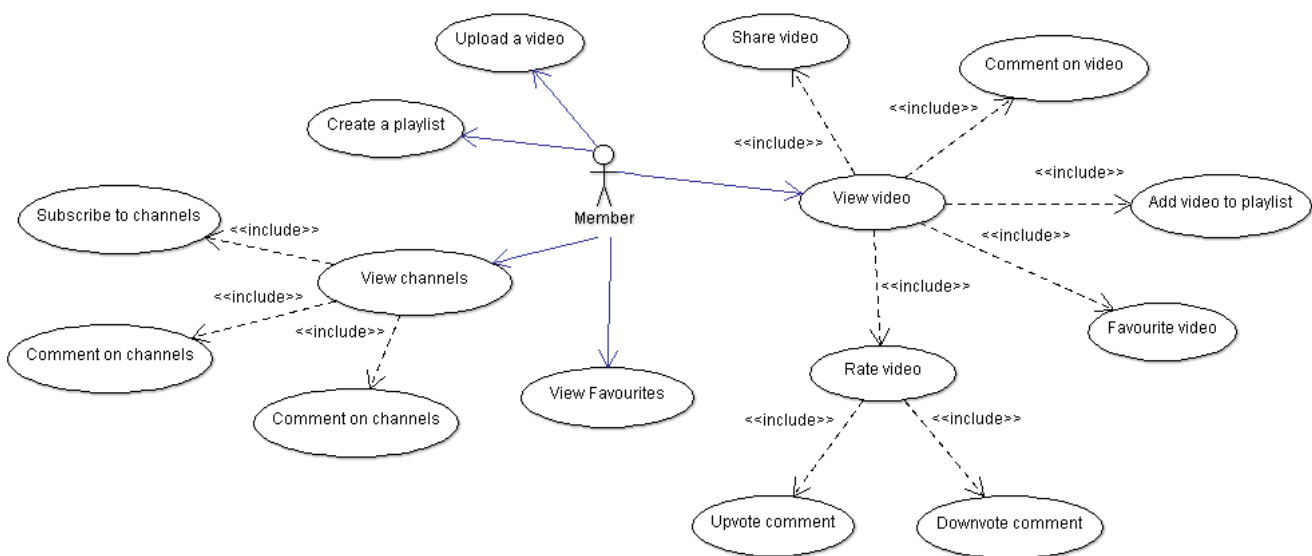 Upload a video
Share video
Comment on video
<<include>>
Create a playlist
<<include>>
<<include>>
Member
View video
Add video to playlist
Subscribe to channels
<<include>>
View channels
<<include>>
<<include>>
<<include>>
<<include>>
<<include>>
Comment on channels
Favourite video
Rate video
View Favourites
Comment on channels
<<include>>
<<include>>
Upvote comment
Downvote comment